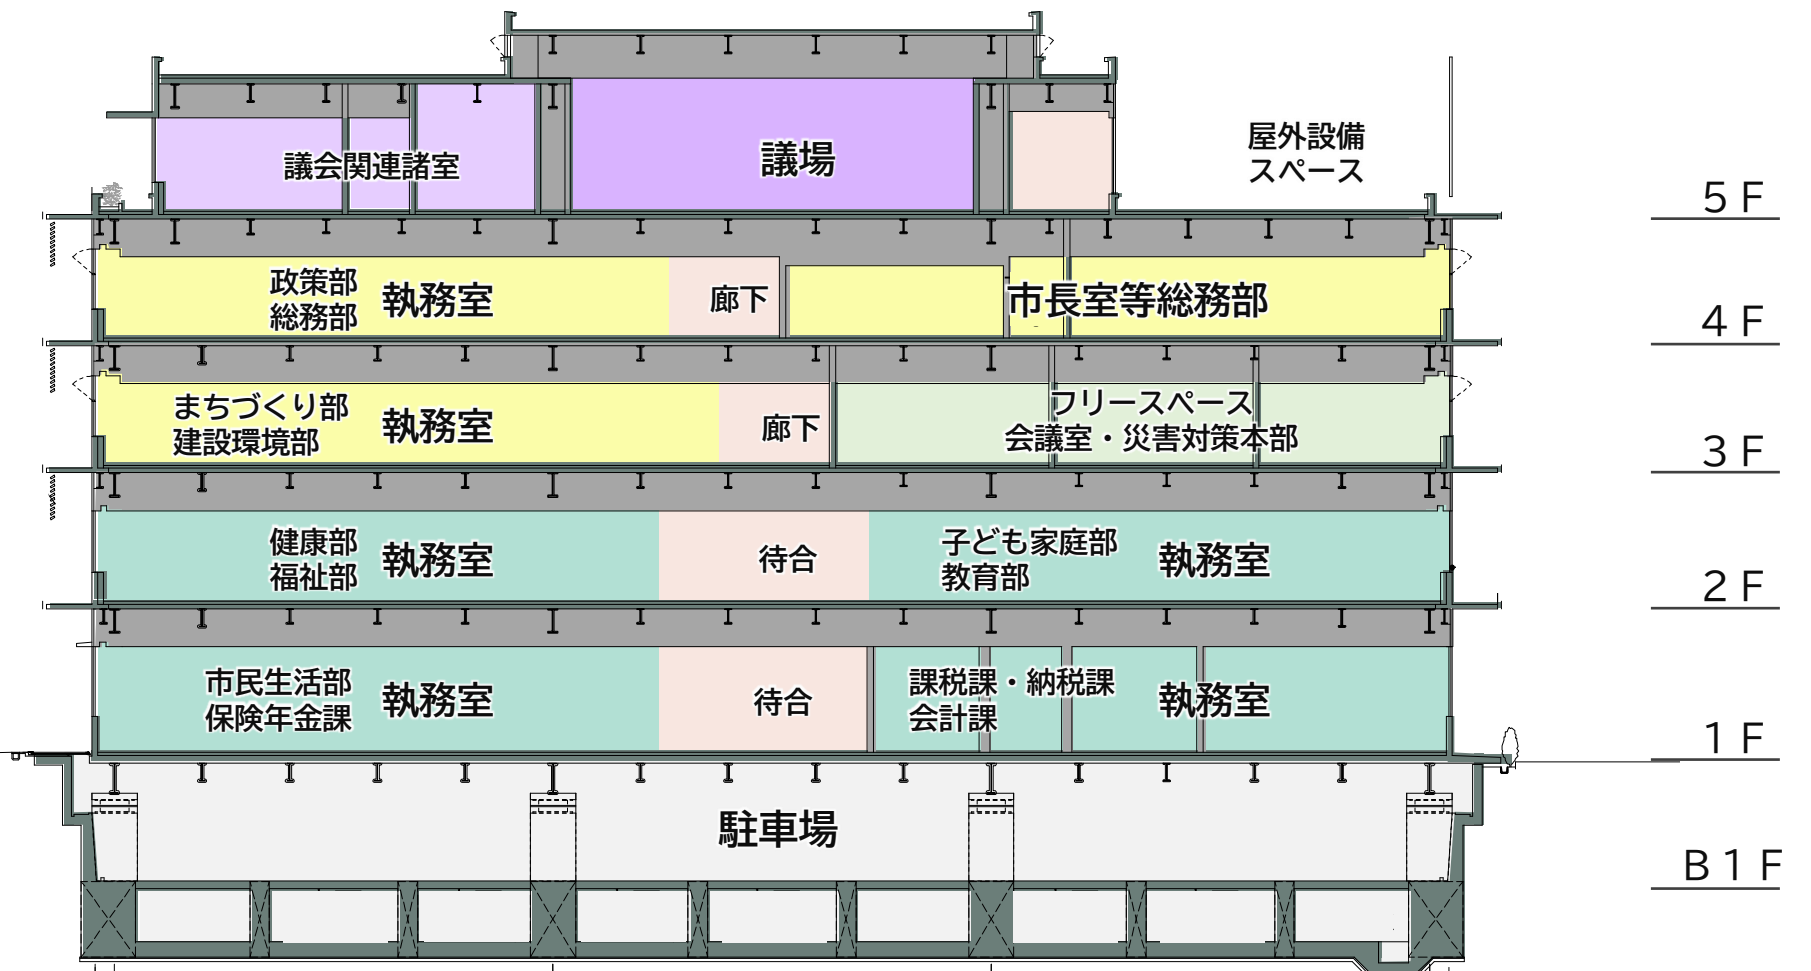 議会関連諸室
議場
屋外設備
スペース
5F
政策部
総務部
執務室
廊下
市長室等総務部
4F
まちづくり部
建設環境部
執務室
廊下
フリースペース
会議室・災害対策本部
3F
健康部
福祉部
執務室
待合
子ども家庭部
教育部
執務室
2F
市民生活部
保険年金課
執務室
待合
課税課・納税課
会計課
執務室
1F
駐車場
B1F